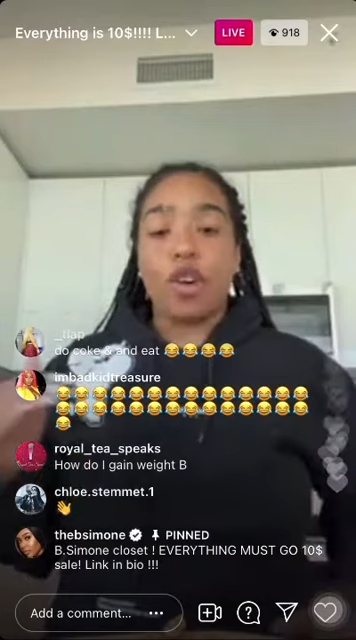 Everything is 10$!!!! L...
LIVE
918
do coke & and eat 😂😂😂😂
imbadkidtreasure
😂😂😂😂😂😂😂😂😂😂😂😂😂😂
😂😂😂😂😂😂😂😂😂😂😂😂😂😂
😂
royal_tea_speaks
How do I gain weight B
chloe.stemmet.1
👋
thebsimone PINNED
B.Simone closet ! EVERYTHING MUST GO 10$
sale! Link in bio !!!
Add a comment...